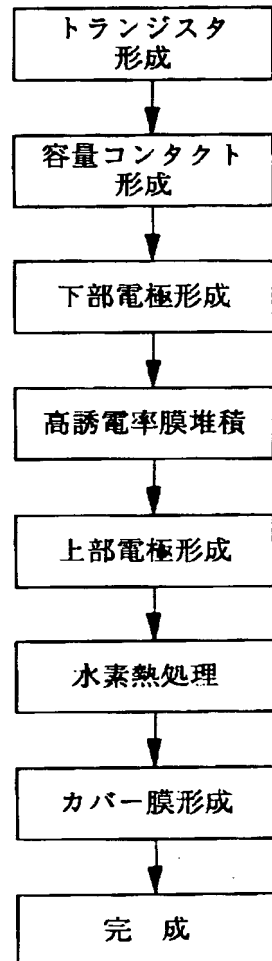 トランジスタ
形成
容量コンタクト
形成
下部電極形成
高誘電率膜堆積
上部電極形成
水素熱処理
カバー膜形成
完 成